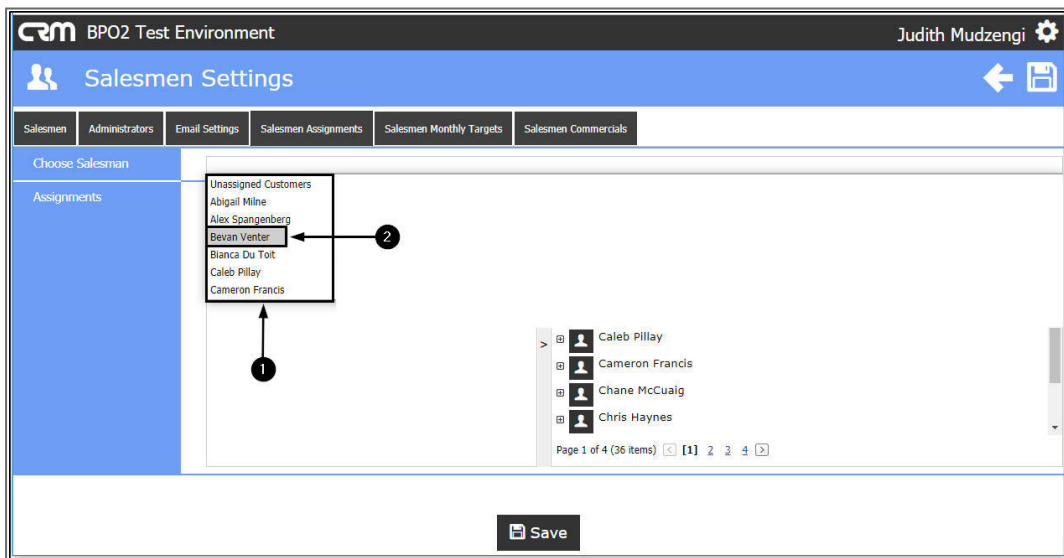 CRM BPO2 Test Environment
Judith Mudzengi
Salesmen Settings
Salesmen Administrators Email Settings Salesmen Assignments Salesmen Monthly Targets Salesmen Commercials
Choose Salesman
Assignments
Unassigned Customers
Abigail Milne
Alex Spangenberg
Bevan Venter
2
Bianca Du Toit
Caleb Pillay
Cameron Francis
1
>
Caleb Pillay
Cameron Francis
Chane McCuaig
Chris Haynes
Page 1 of 4 (36 items) < [1] 2 3 4 >
Save